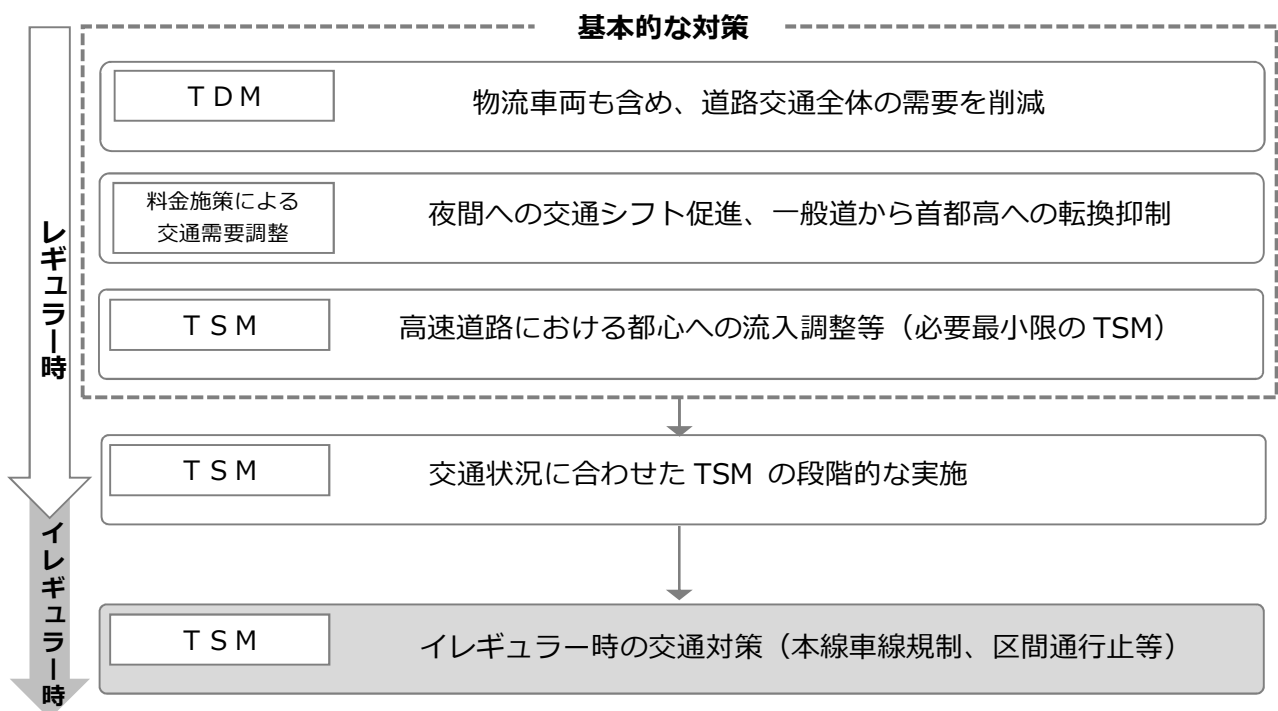 基本的な対策
TDM
物流車両も含め、道路交通全体の需要を削減
料金施策による
交通需要調整
夜間への交通シフト促進、一般道から首都高への転換抑制
TSM
高速道路における都心への流入調整等（必要最小限の TSM）
レギュラー時
TSM
交通状況に合わせた TSM の段階的な実施
イレギュラー時
TSM
イレギュラー時の交通対策（本線車線規制、区間通行止等）